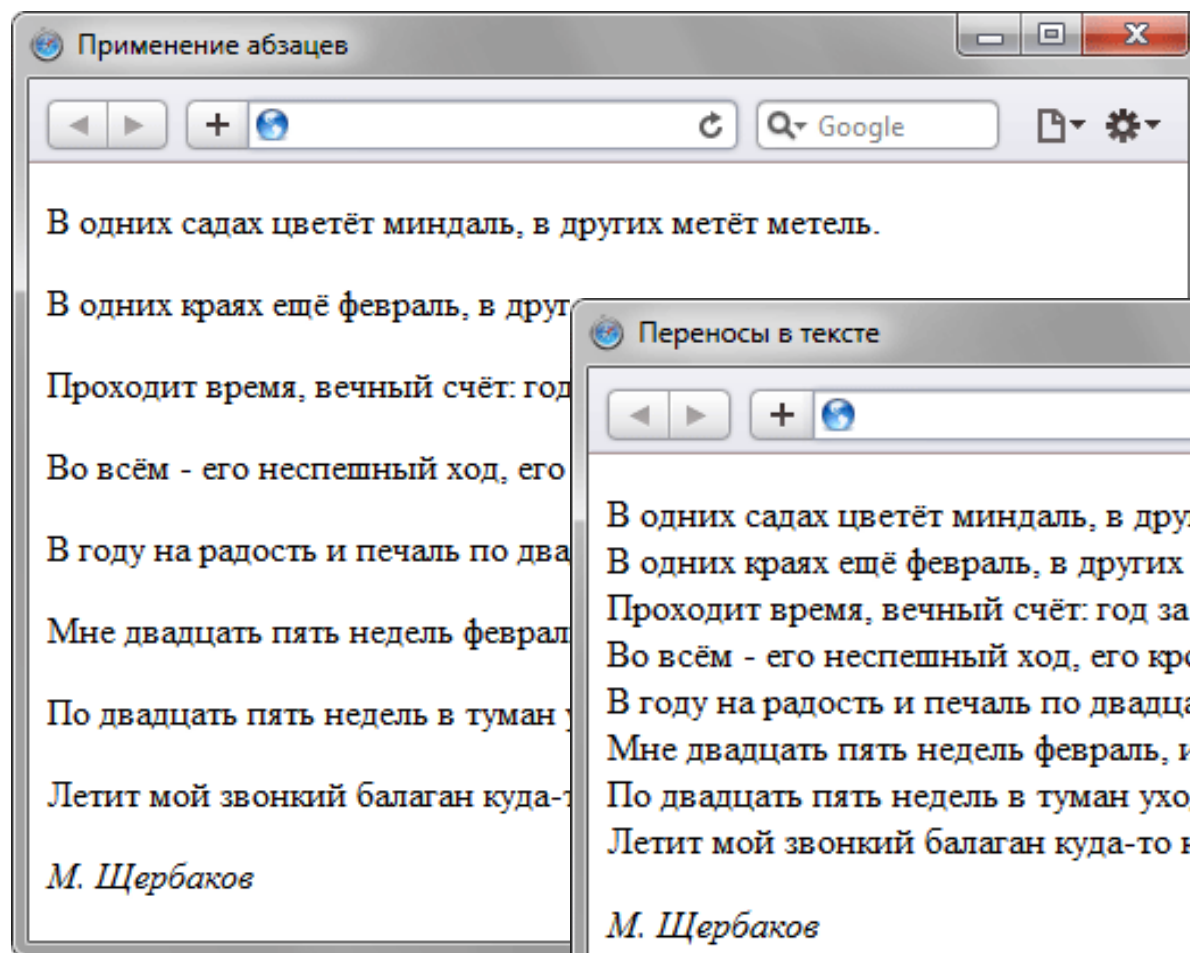 Применение абзацев
Google
В одних садах цветёт миндаль, в других метёт метель.
В одних краях ещё февраль, в друг
Проходит время, вечный счёт: год
Во всём - его неспешный ход, его
В году на радость и печаль по два
Мне двадцать пять недель феврал
По двадцать пять недель в туман
Летит мой звонкий балаган куда-т
М. Щербаков
Переносы в тексте
В одних садах цветёт миндаль, в дру
В одних краях ещё февраль, в других
Проходит время, вечный счёт: год за
Во всём - его неспешный ход, его кро
В году на радость и печаль по двадца
Мне двадцать пять недель февраль, и
По двадцать пять недель в туман ухо
Летит мой звонкий балаган куда-то н
М. Щербаков